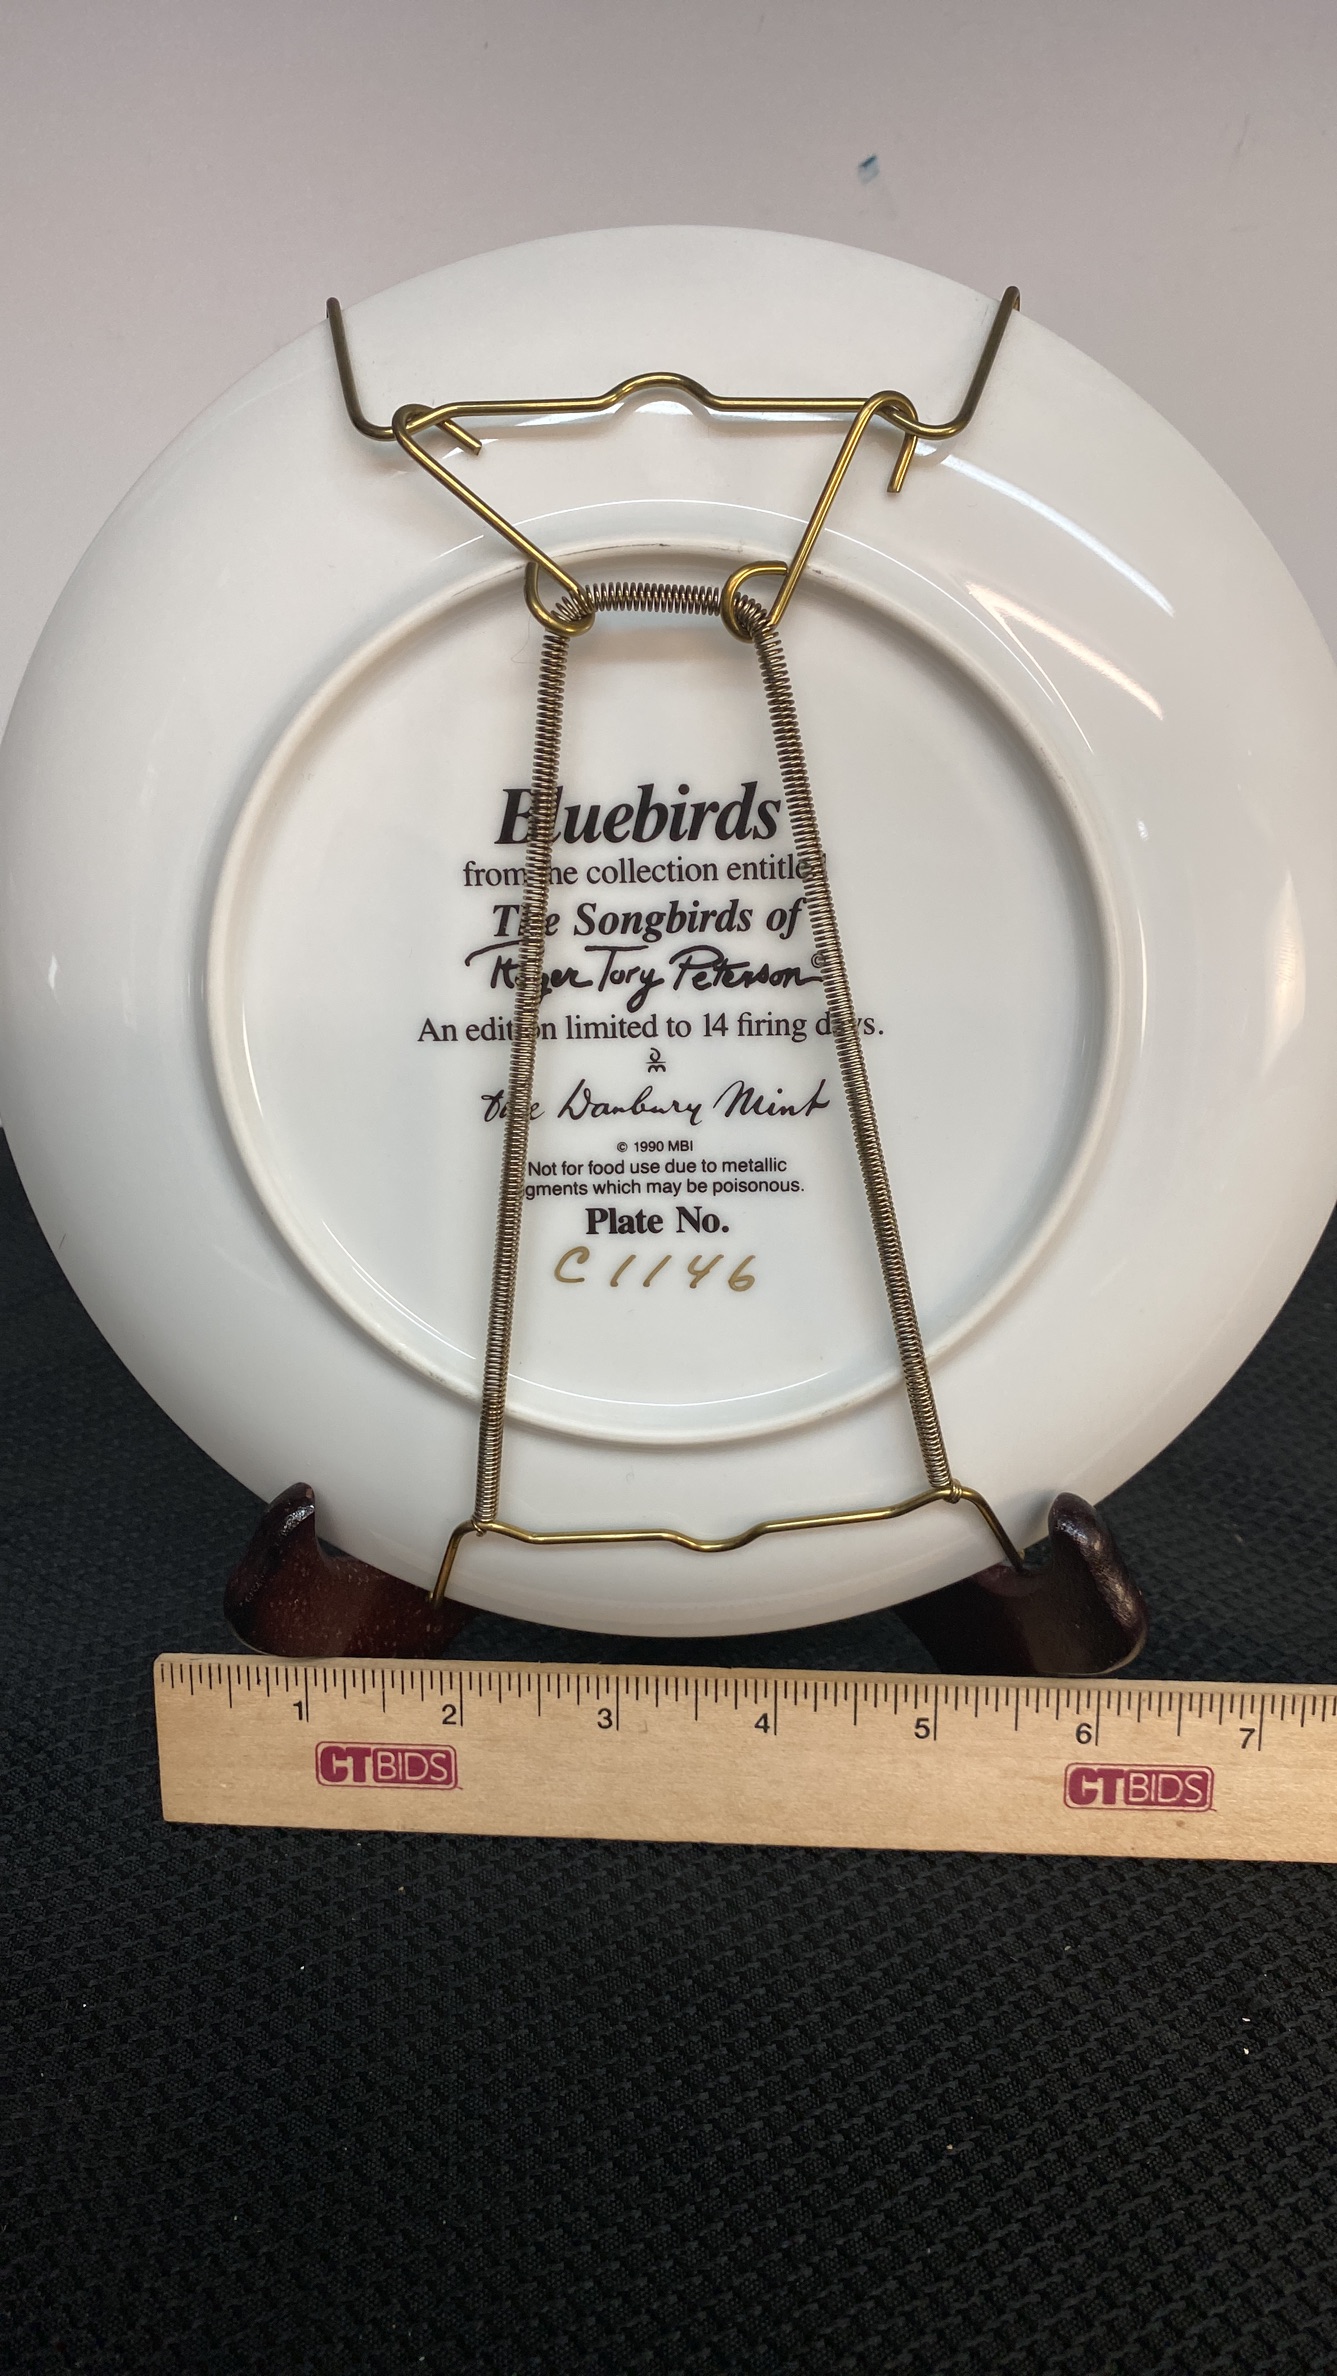 Bluebirds
from the collection entitled
The Songbirds of
Roger Tory Peterson©
An edition limited to 14 firing days.
DM
the Danbury Mint
© 1990 MBI
Not for food use due to metallic
pigments which may be poisonous.
Plate No.
C1146
1 2 3 4 5 6 7
CTBIDS CTBIDS